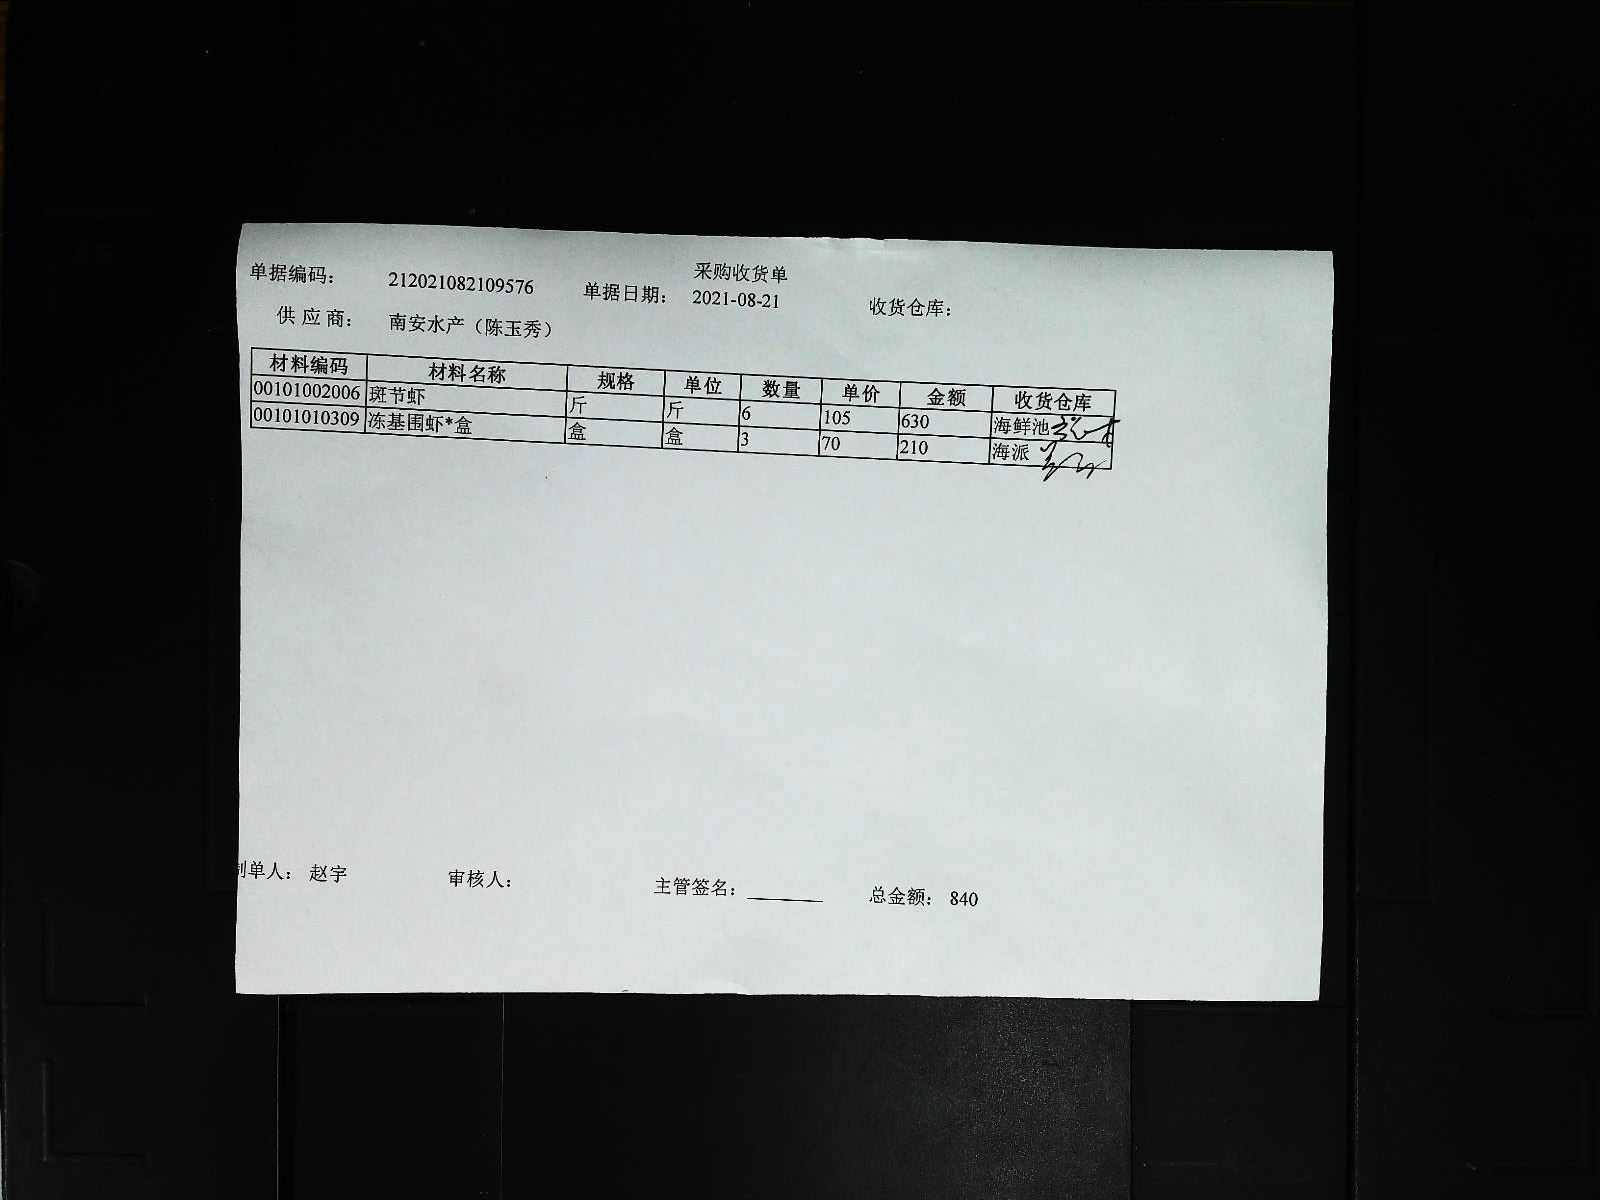 采购收货单
单据编码： 212021082109576 单据日期： 2021-08-21 收货仓库：
供 应 商： 南安水产（陈玉秀）
材料编码 材料名称 规格 单位 数量 单价 金额 收货仓库
00101002006 斑节虾 斤 斤 6 105 630 海鲜池
00101010309 冻基围虾*盒 盒 盒 3 70 210 海派
制单人： 赵宇 审核人： 主管签名： 总金额： 840